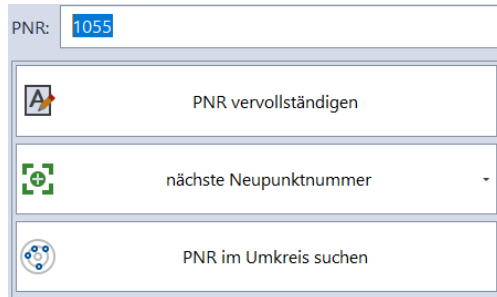 PNR: 1055
PNR vervollständigen
nächste Neupunktnummer
PNR im Umkreis suchen